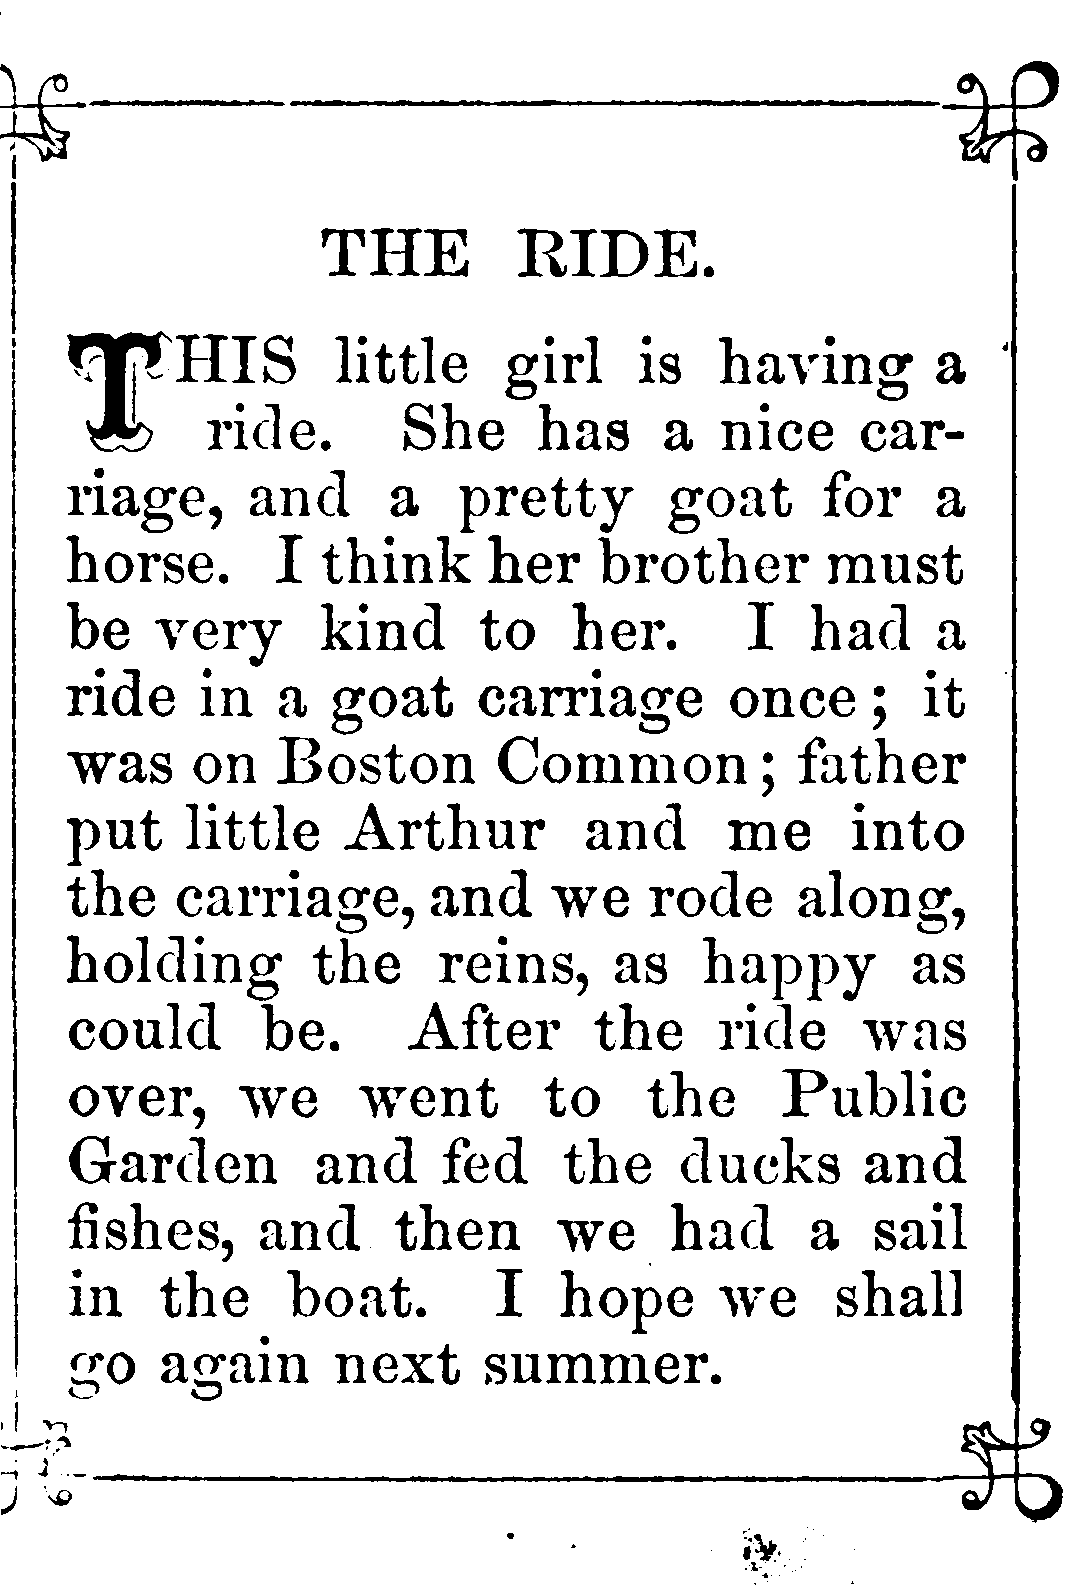 THE RIDE.
THIS little girl is having a
ride. She has a nice car-
riage, and a pretty goat for a
horse. I think her brother must
be very kind to her. I had a
ride in a goat carriage once; it
was on Boston Common; father
put little Arthur and me into
the carriage, and we rode along,
holding the reins, as happy as
could be. After the ride was
over, we went to the Public
Garden and fed the ducks and
fishes, and then we had a sail
in the boat. I hope we shall
go again next summer.